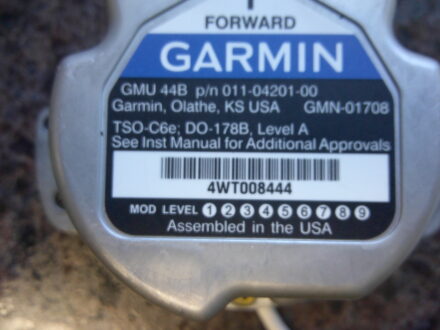 FORWARD
GARMIN
GMU 44B p/n 011-04201-00
Garmin, Olathe, KS USA GMN-01708
TSO-C6e; DO-178B, Level A
See Inst Manual for Additional Approvals
4WT008444
MOD LEVEL 1 2 3 4 5 6 7 8 9
Assembled in the USA